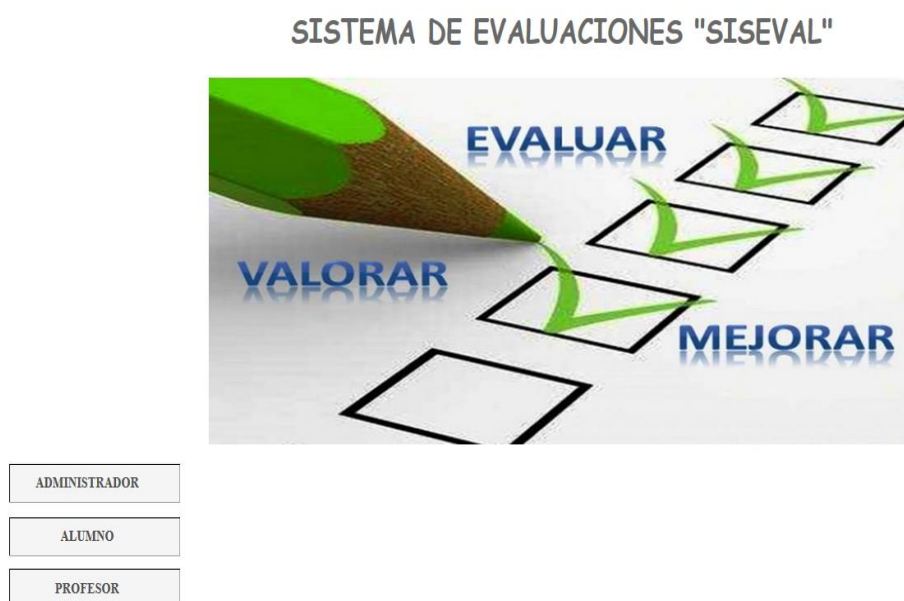 SISTEMA DE EVALUACIONES "SISEVAL"
EVALUAR
VALORAR
MEJORAR
ADMINISTRADOR
ALUMNO
PROFESOR